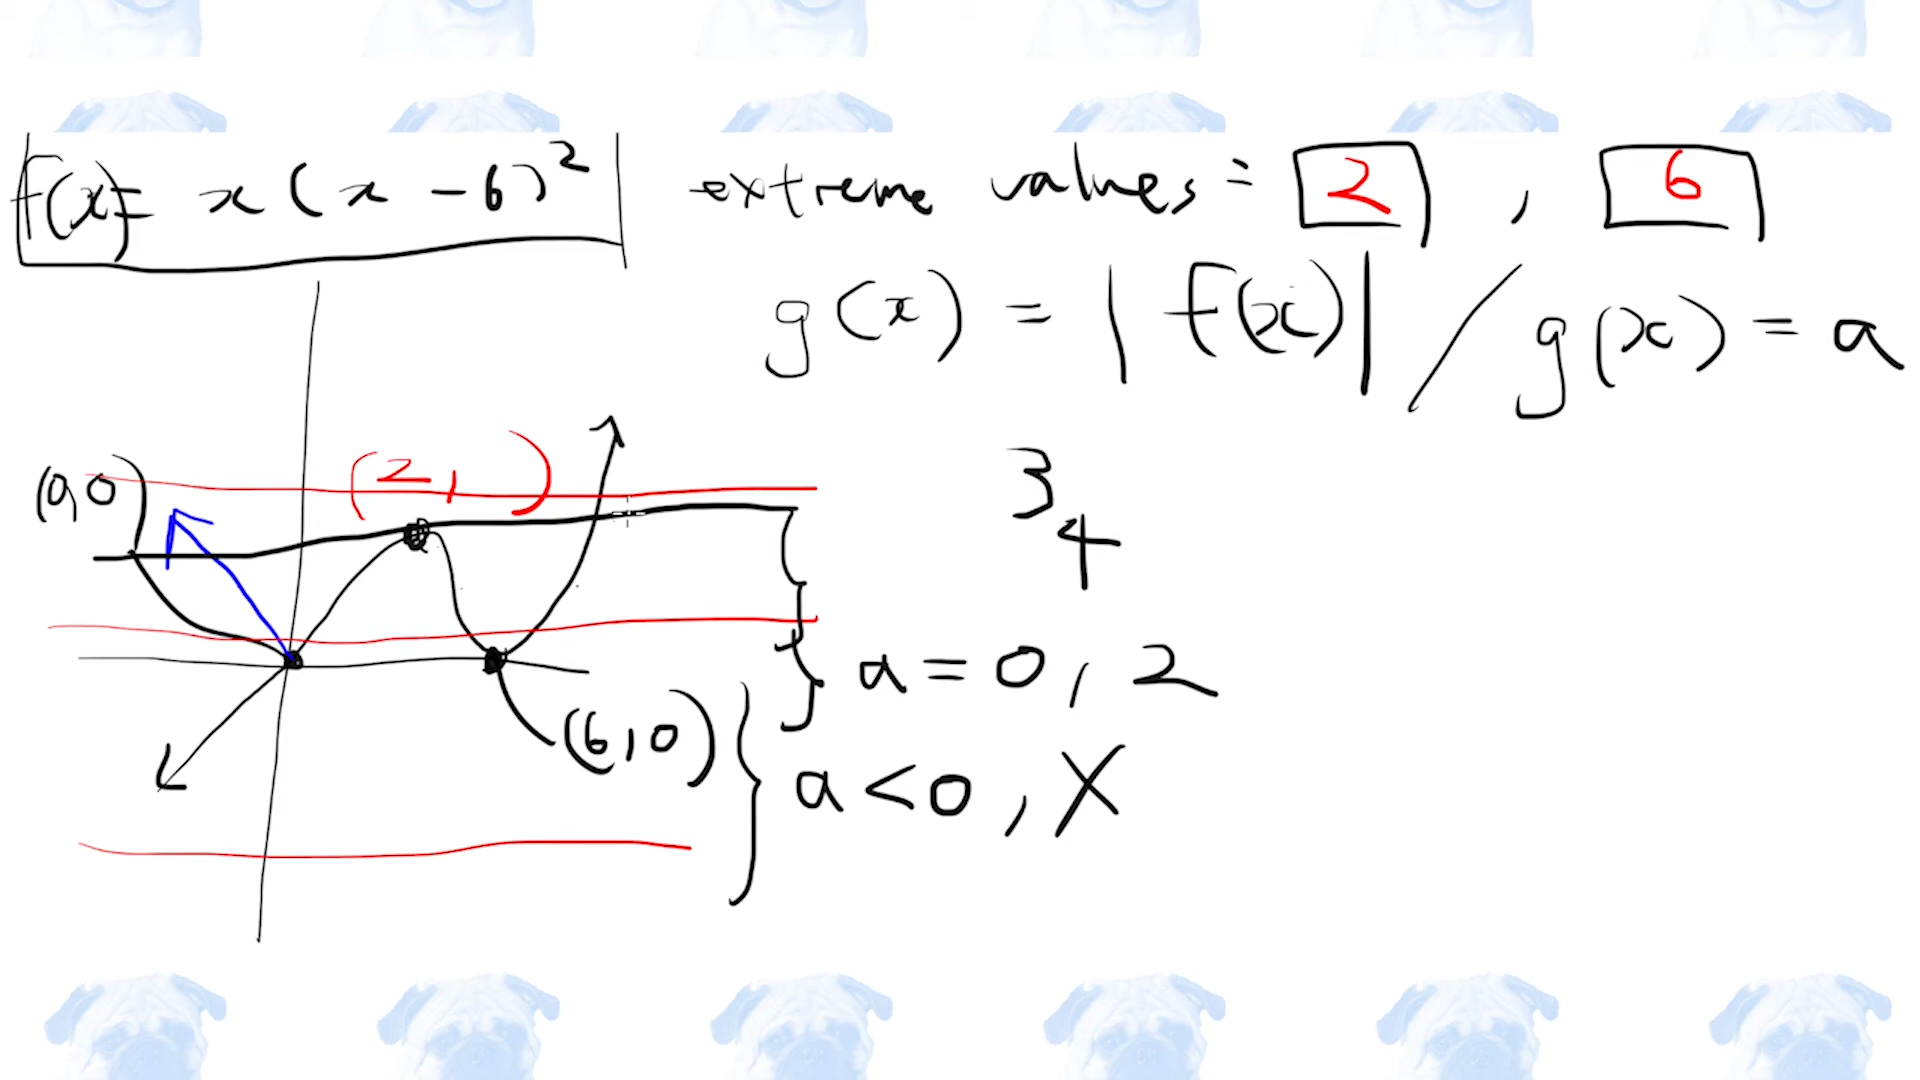 f(x)= x(x-6)² extreme values = 2 , 6
g(x) = |f(x)| / g(x) = a
(0,0) (2, )
3
4
a = 0, 2
(6,0)
a<0, X